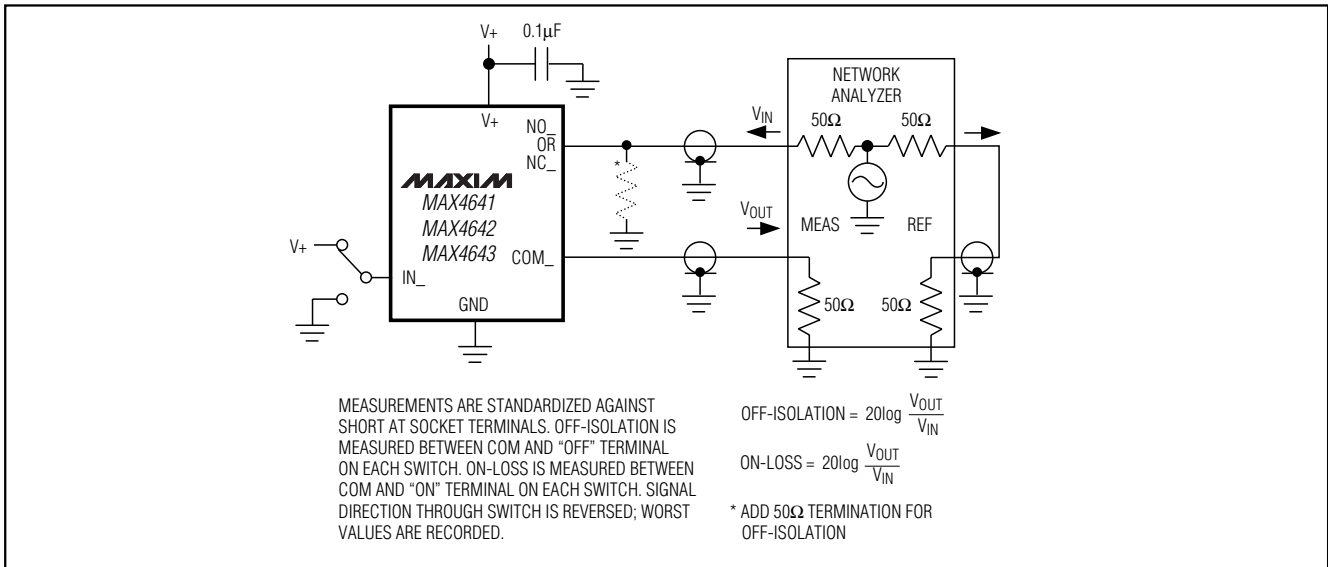 V+
0.1µF
V+
NO_
OR
NC_
MAXIM
MAX4641
MAX4642
MAX4643
COM_
V+
IN_
GND
*
VIN
VOUT
NETWORK
ANALYZER
50Ω
50Ω
MEAS
REF
50Ω
50Ω
MEASUREMENTS ARE STANDARDIZED AGAINST
SHORT AT SOCKET TERMINALS. OFF-ISOLATION IS
MEASURED BETWEEN COM AND “OFF” TERMINAL
ON EACH SWITCH. ON-LOSS IS MEASURED BETWEEN
COM AND “ON” TERMINAL ON EACH SWITCH. SIGNAL
DIRECTION THROUGH SWITCH IS REVERSED; WORST
VALUES ARE RECORDED.
OFF-ISOLATION = 20log VOUT
VIN
ON-LOSS = 20log VOUT
VIN
* ADD 50Ω TERMINATION FOR
OFF-ISOLATION